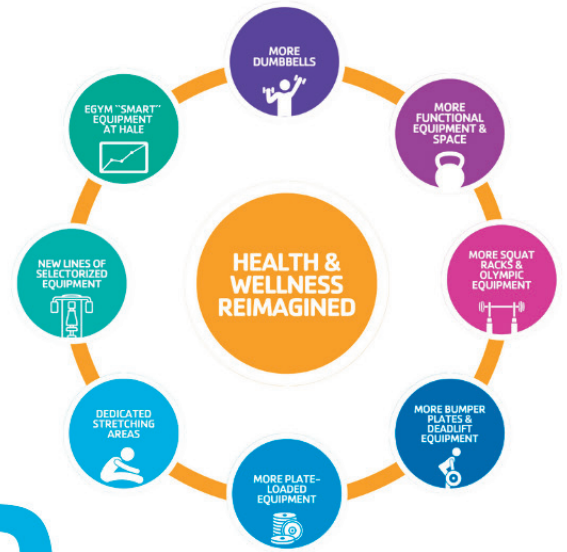 MORE
DUMBBELLS
MORE
FUNCTIONAL
EQUIPMENT &
SPACE
MORE SQUAT
RACKS &
OLYMPIC
EQUIPMENT
MORE BUMPER
PLATES &
DEADLIFT
EQUIPMENT
MORE PLATE-
LOADED
EQUIPMENT
DEDICATED
STRETCHING
AREAS
NEW LINES OF
SELECTORIZED
EQUIPMENT
EGYM "SMART"
EQUIPMENT
AT HALE
HEALTH &
WELLNESS
REIMAGINED